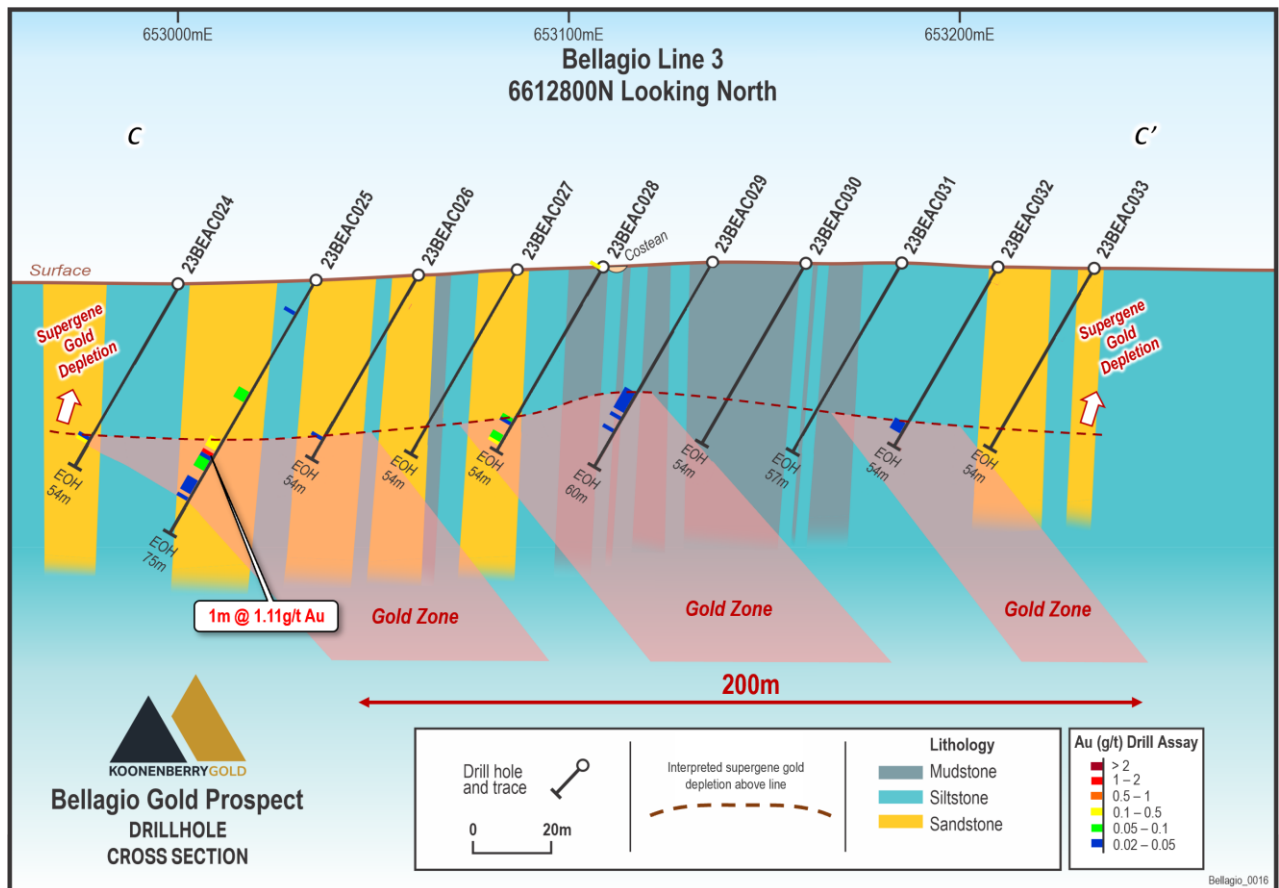 653000mE
653100mE
653200mE
Bellagio Line 3
6612800N Looking North
C
C'
23BEAC024
23BEAC025
23BEAC026
23BEAC027
23BEAC028
Costean
23BEAC029
23BEAC030
23BEAC031
23BEAC032
23BEAC033
Surface
Supergene
Gold
Depletion
Supergene
Gold
Depletion
EOH
54m
EOH
75m
EOH
54m
EOH
54m
EOH
54m
EOH
60m
EOH
54m
EOH
57m
EOH
54m
EOH
54m
1m @ 1.11g/t Au
Gold Zone
Gold Zone
Gold Zone
200m
KOONENBERRYGOLD
Bellagio Gold Prospect
DRILLHOLE
CROSS SECTION
Drill hole
and trace
0 20m
Interpreted supergene gold
depletion above line
Lithology
Mudstone
Siltstone
Sandstone
Au (g/t) Drill Assay
> 2
1 – 2
0.5 – 1
0.1 – 0.5
0.05 – 0.1
0.02 – 0.05
Bellagio_0016